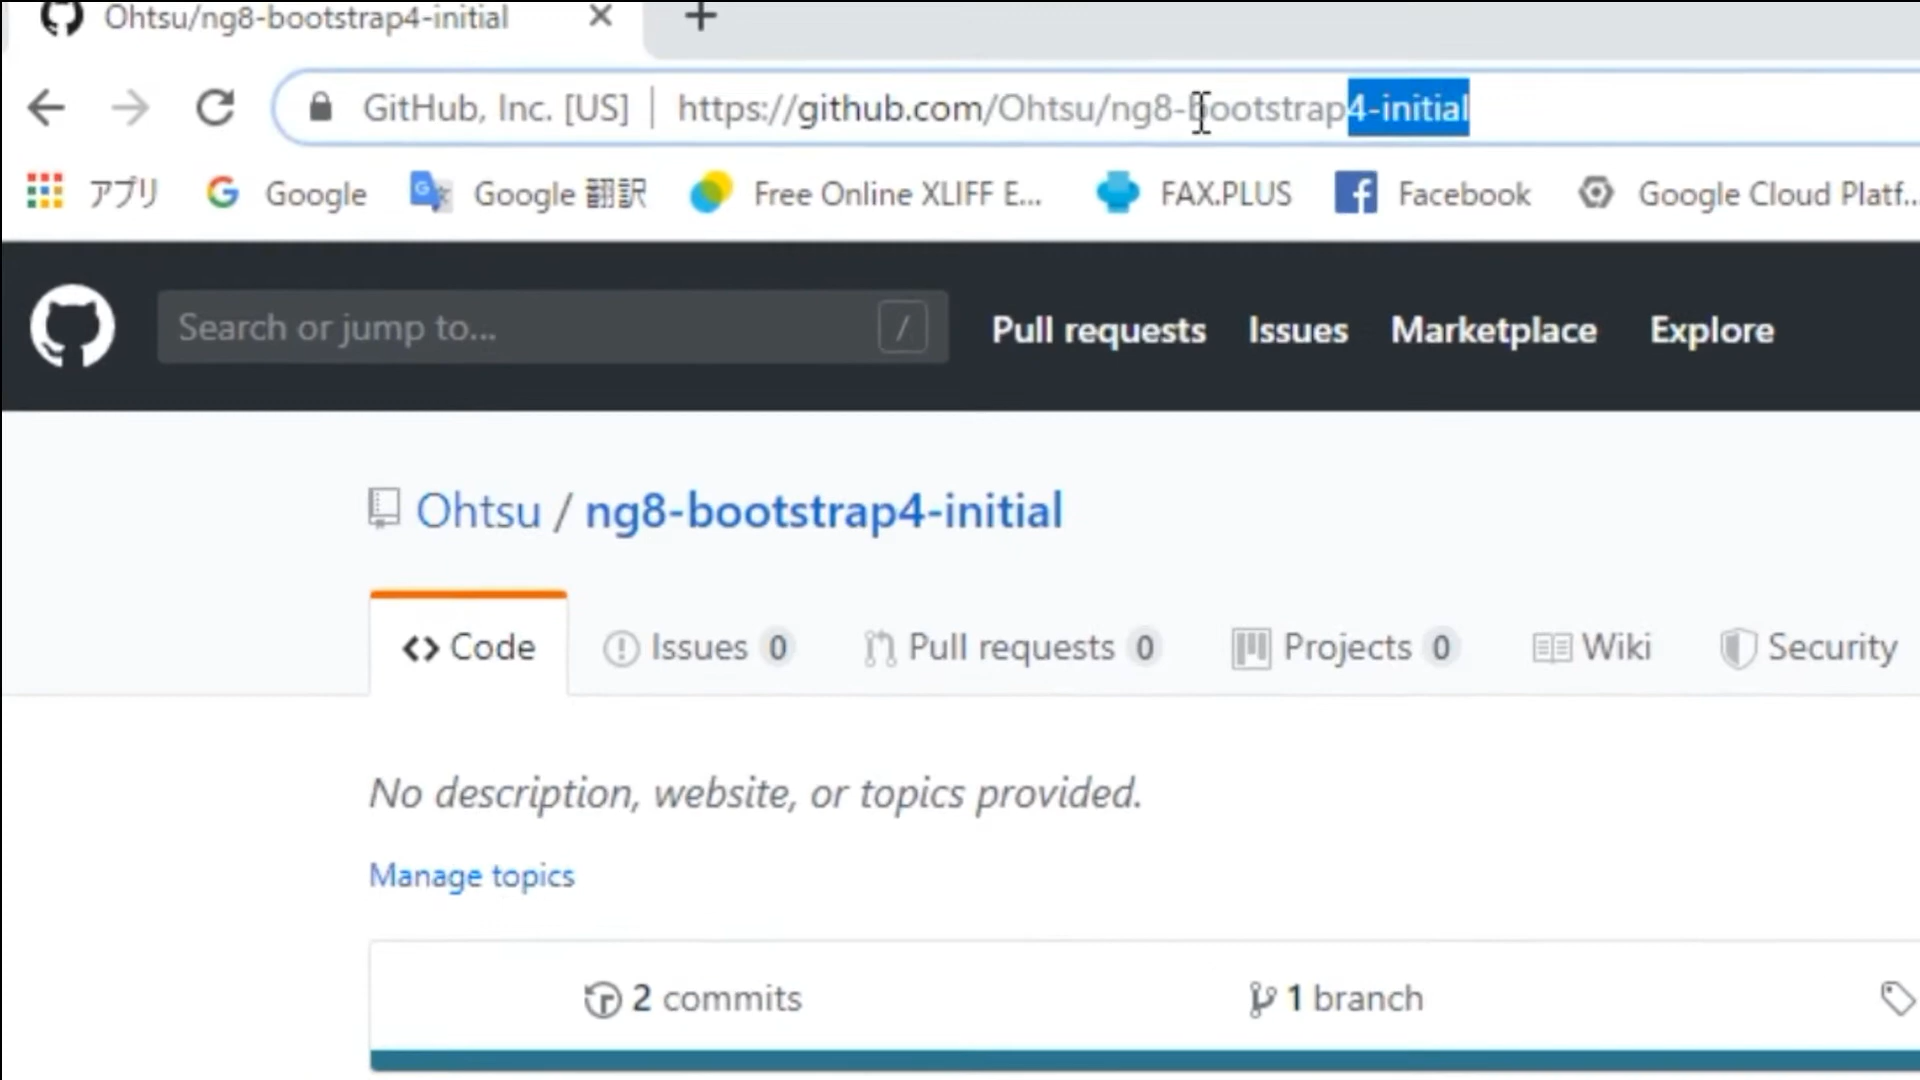 Ohtsu/ng8-bootstrap4-initial
GitHub, Inc. [US] | https://github.com/Ohtsu/ng8-bootstrap4-initial
アプリ Google Google 翻訳 Free Online XLIFF E... FAX.PLUS Facebook Google Cloud Platf...
Search or jump to... / Pull requests Issues Marketplace Explore
Ohtsu / ng8-bootstrap4-initial
Code Issues 0 Pull requests 0 Projects 0 Wiki Security
No description, website, or topics provided.
Manage topics
2 commits 1 branch